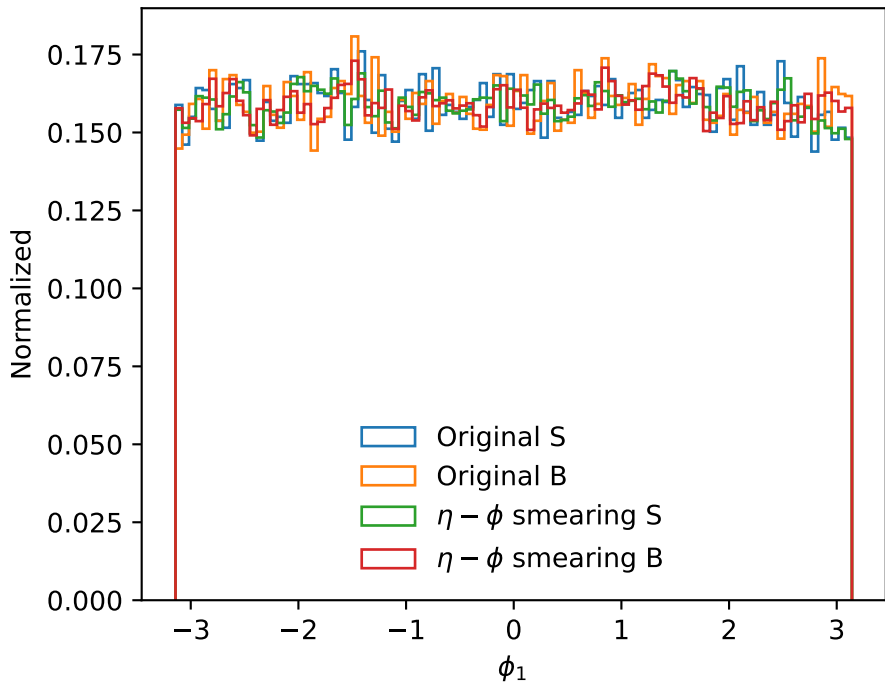 0.175
0.150
0.125
0.100
0.075
0.050
0.025
0.000
Normalized
Original S
Original B
η − ϕ smearing S
η − ϕ smearing B
−3 −2 −1 0 1 2 3
ϕ₁